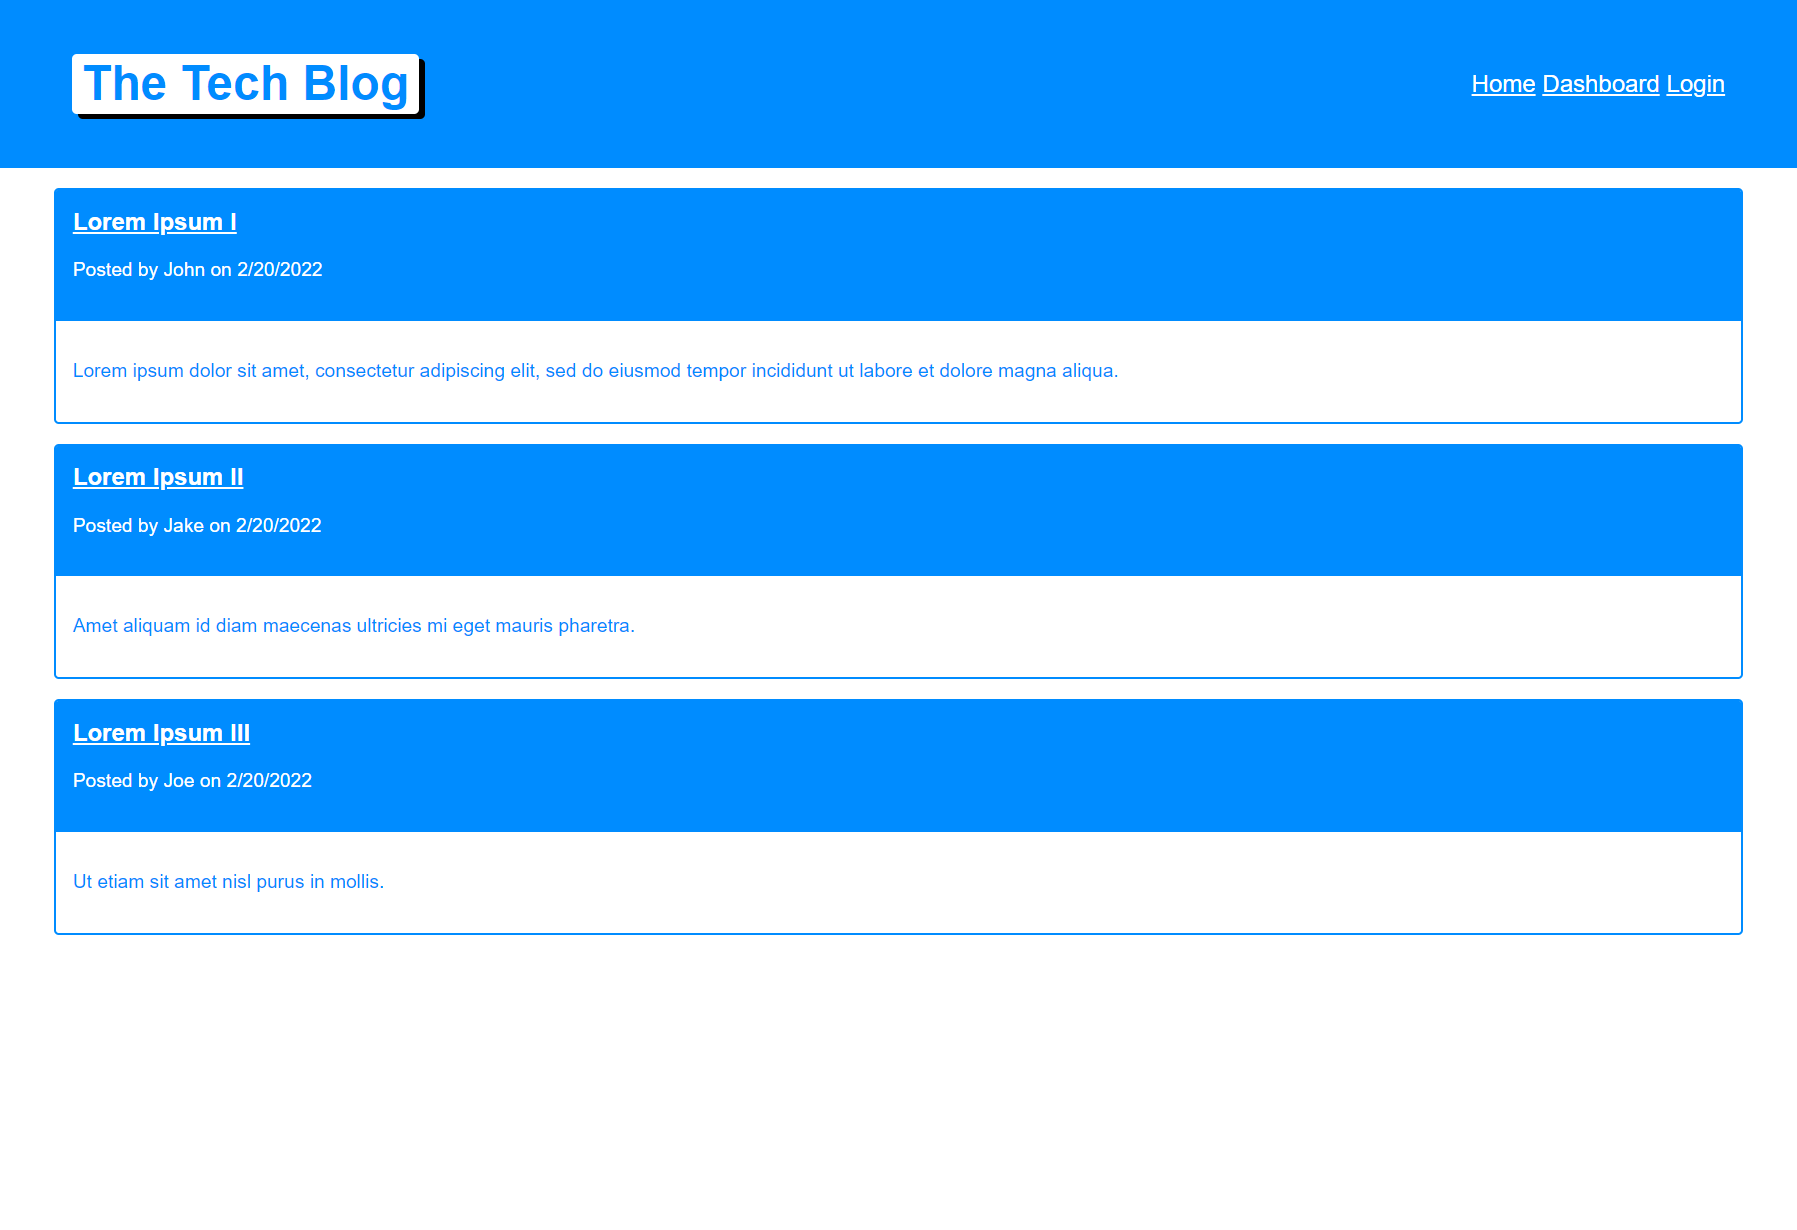 The Tech Blog
Home Dashboard Login
Lorem Ipsum I
Posted by John on 2/20/2022
Lorem ipsum dolor sit amet, consectetur adipiscing elit, sed do eiusmod tempor incididunt ut labore et dolore magna aliqua.
Lorem Ipsum II
Posted by Jake on 2/20/2022
Amet aliquam id diam maecenas ultricies mi eget mauris pharetra.
Lorem Ipsum III
Posted by Joe on 2/20/2022
Ut etiam sit amet nisl purus in mollis.